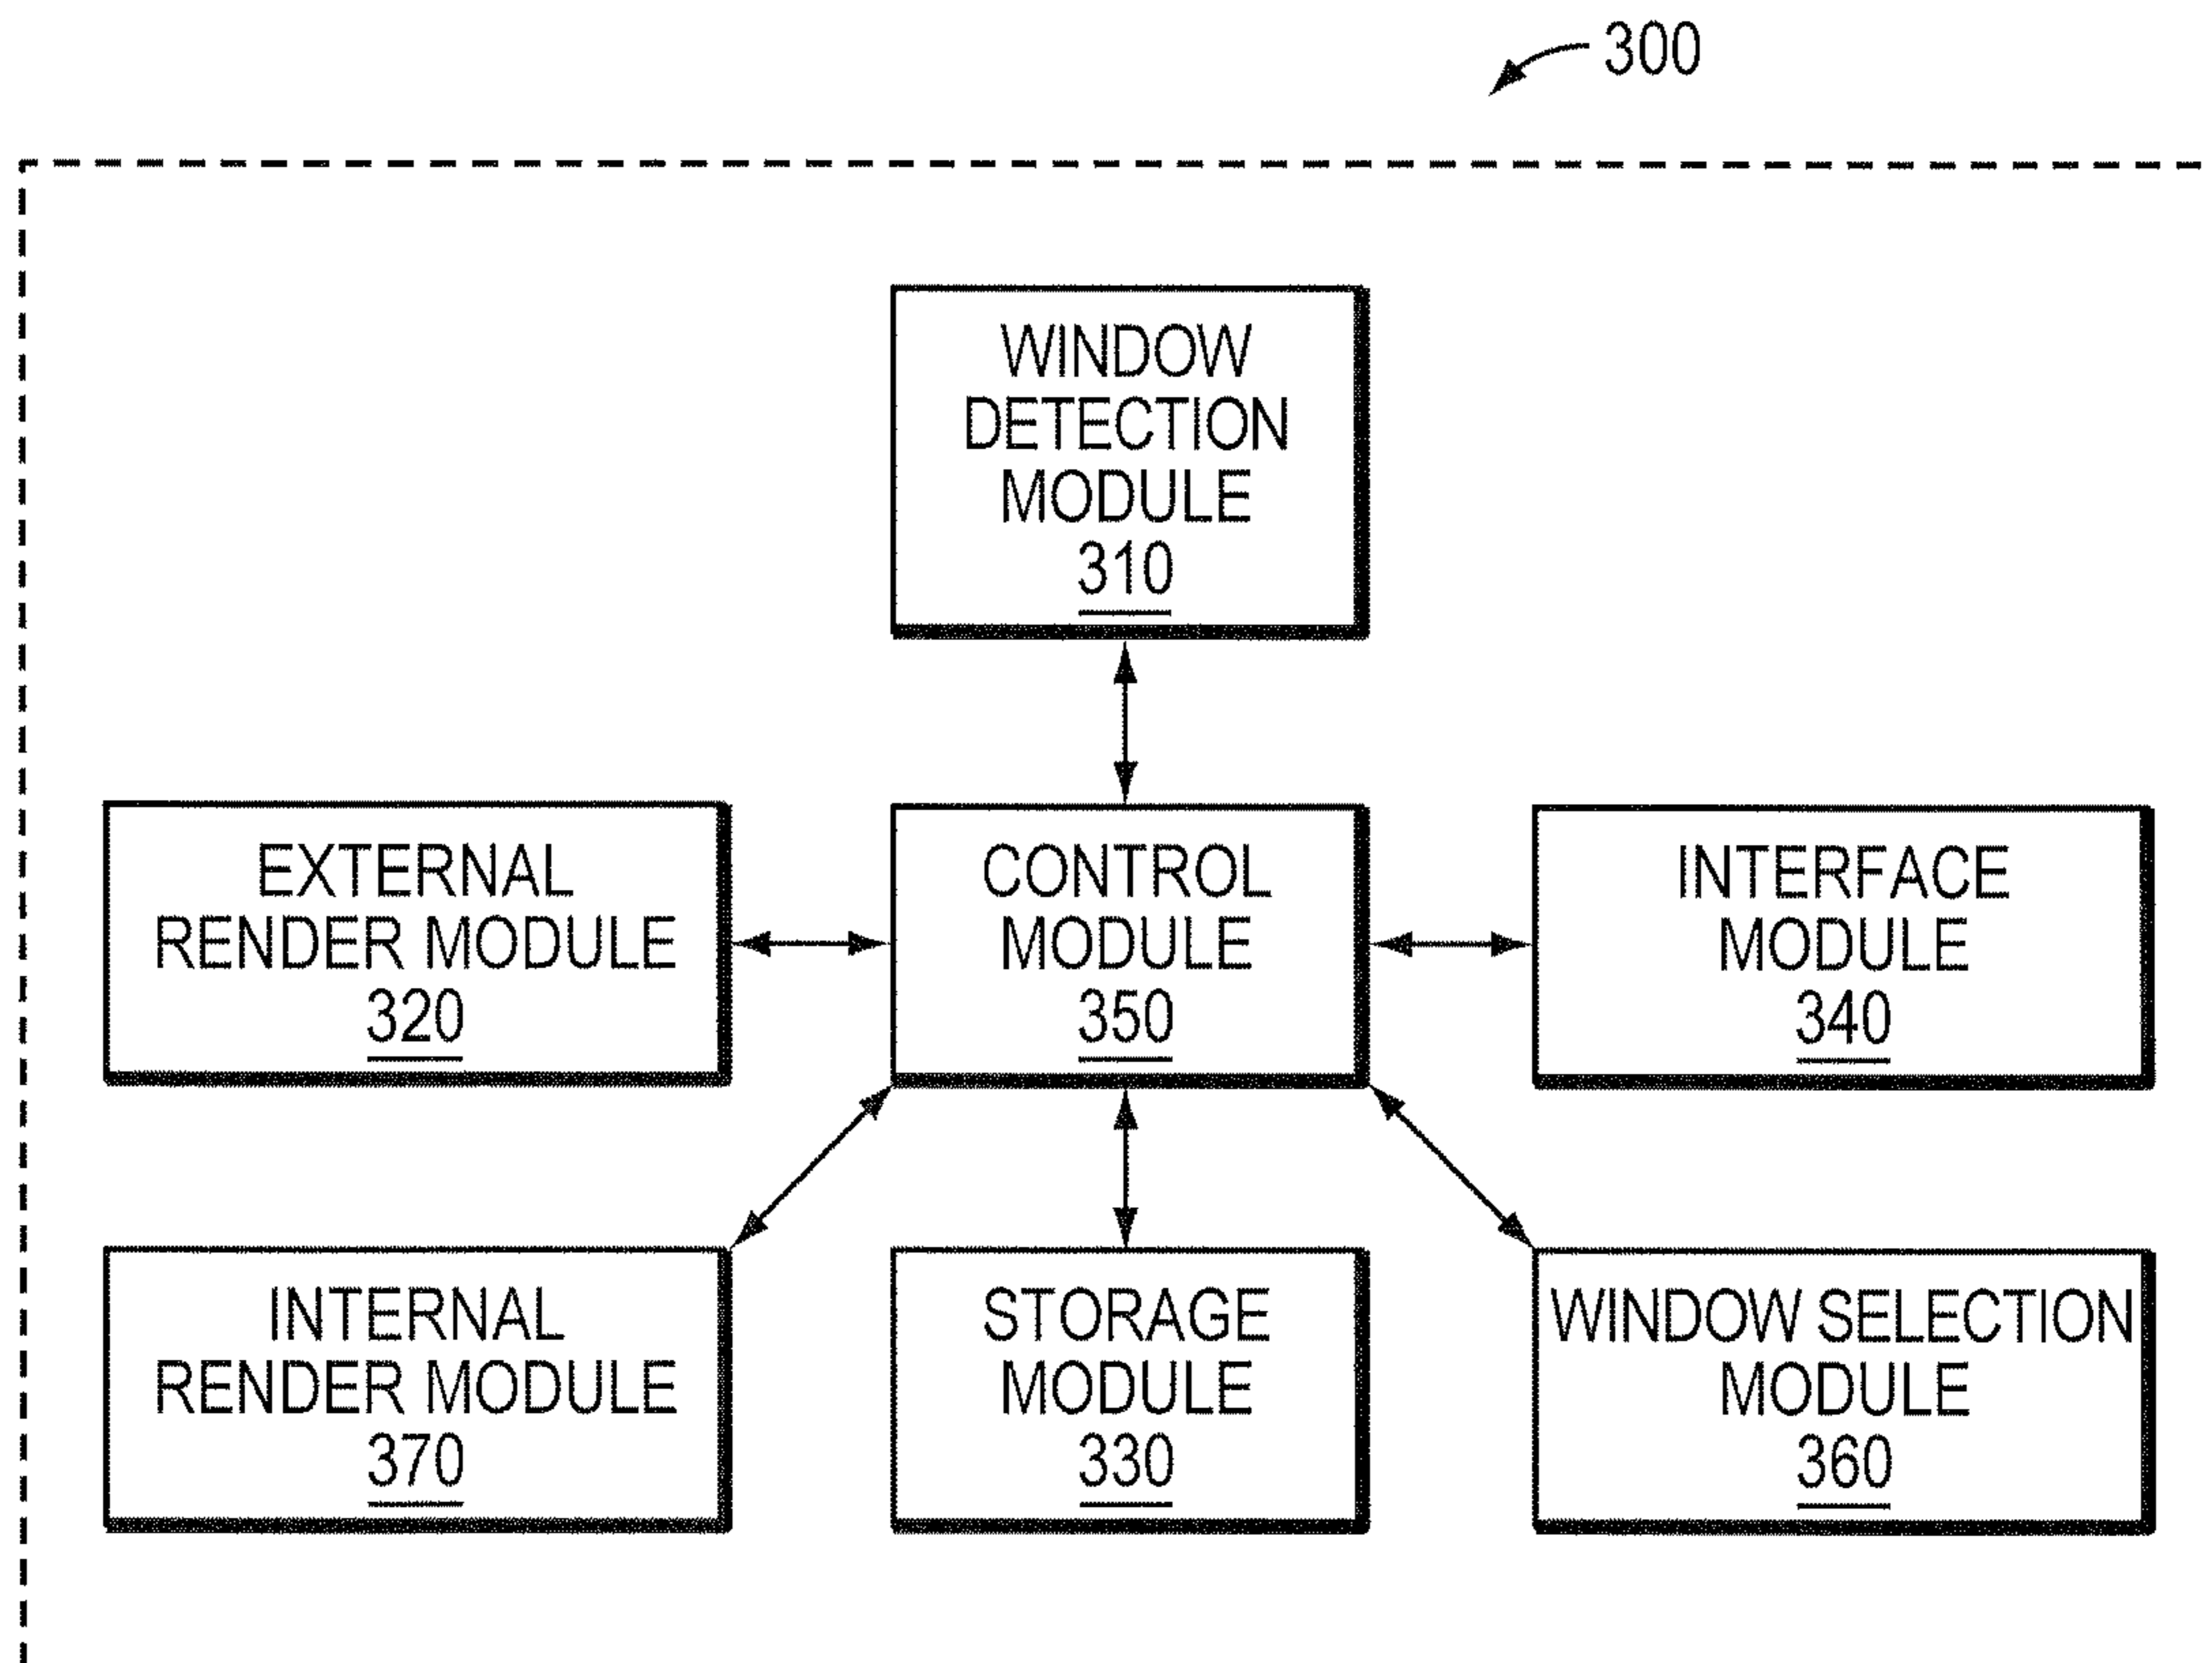 300
WINDOW
DETECTION
MODULE
310
EXTERNAL
RENDER MODULE
320
CONTROL
MODULE
350
INTERFACE
MODULE
340
INTERNAL
RENDER MODULE
370
STORAGE
MODULE
330
WINDOW SELECTION
MODULE
360